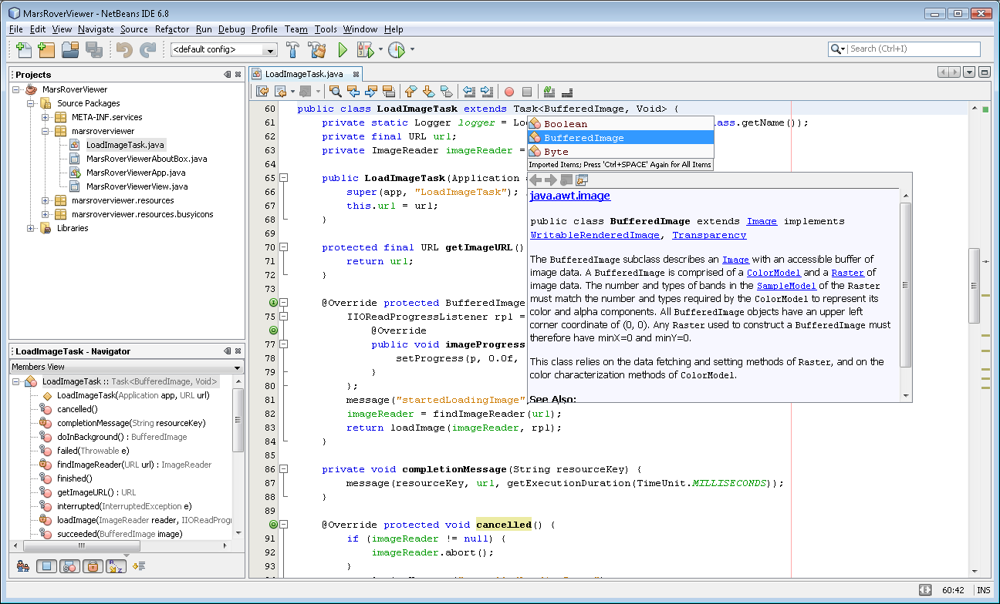 MarsRoverViewer - NetBeans IDE 6.8
File Edit View Navigate Source Refactor Run Debug Profile Team Tools Window Help
<default config>
Search (Ctrl+I)
Projects
MarsRoverViewer
Source Packages
META-INF.services
marsroverviewer
LoadImageTask.java
MarsRoverViewerAboutBox.java
MarsRoverViewerApp.java
MarsRoverViewerView.java
marsroverviewer.resources
marsroverviewer.resources.busyicons
Libraries
LoadImageTask - Navigator
Members View
LoadImageTask :: Task<BufferedImage, Void>
LoadImageTask(Application app, URL url)
cancelled()
completionMessage(String resourceKey)
doInBackground() : BufferedImage
failed(Throwable e)
findImageReader(URL url) : ImageReader
finished()
getImageURL() : URL
interrupted(InterruptedException e)
loadImage(ImageReader reader, IIOReadProgr
succeeded(BufferedImage image)
LoadImageTask.java
60 public class LoadImageTask extends Task<BufferedImage, Void> {
61 private static Logger logger = Lo lass.getName());
62 private final URL url;
63 private ImageReader imageReader =
64
65 public LoadImageTask(Application
66 super(app, "LoadImageTask");
67 this.url = url;
68 }
69
70 protected final URL getImageURL()
71 return url;
72 }
73
@Override protected BufferedImage
75 IIOReadProgressListener rpl =
@Override
77 public void imageProgress
78 setProgress(p, 0.0f,
79 }
80 };
81 message("startedLoadingImage",
82 imageReader = findImageReader(url);
83 return loadImage(imageReader, rpl);
84 }
85
86 private void completionMessage(String resourceKey) {
87 message(resourceKey, url, getExecutionDuration(TimeUnit.MILLISECONDS));
88 }
89
@Override protected void cancelled() {
91 if (imageReader != null) {
92 imageReader.abort();
93 }
Boolean
BufferedImage
Byte
Imported Items; Press 'Ctrl+SPACE' Again for All Items
java.awt.image
public class BufferedImage extends Image implements
WritableRenderedImage, Transparency
The BufferedImage subclass describes an Image with an accessible buffer of
image data. A BufferedImage is comprised of a ColorModel and a Raster of
image data. The number and types of bands in the SampleModel of the Raster
must match the number and types required by the ColorModel to represent its
color and alpha components. All BufferedImage objects have an upper left
corner coordinate of (0, 0). Any Raster used to construct a BufferedImage must
therefore have minX=0 and minY=0.
This class relies on the data fetching and setting methods of Raster, and on the
color characterization methods of ColorModel.
See Also:
60:42 INS